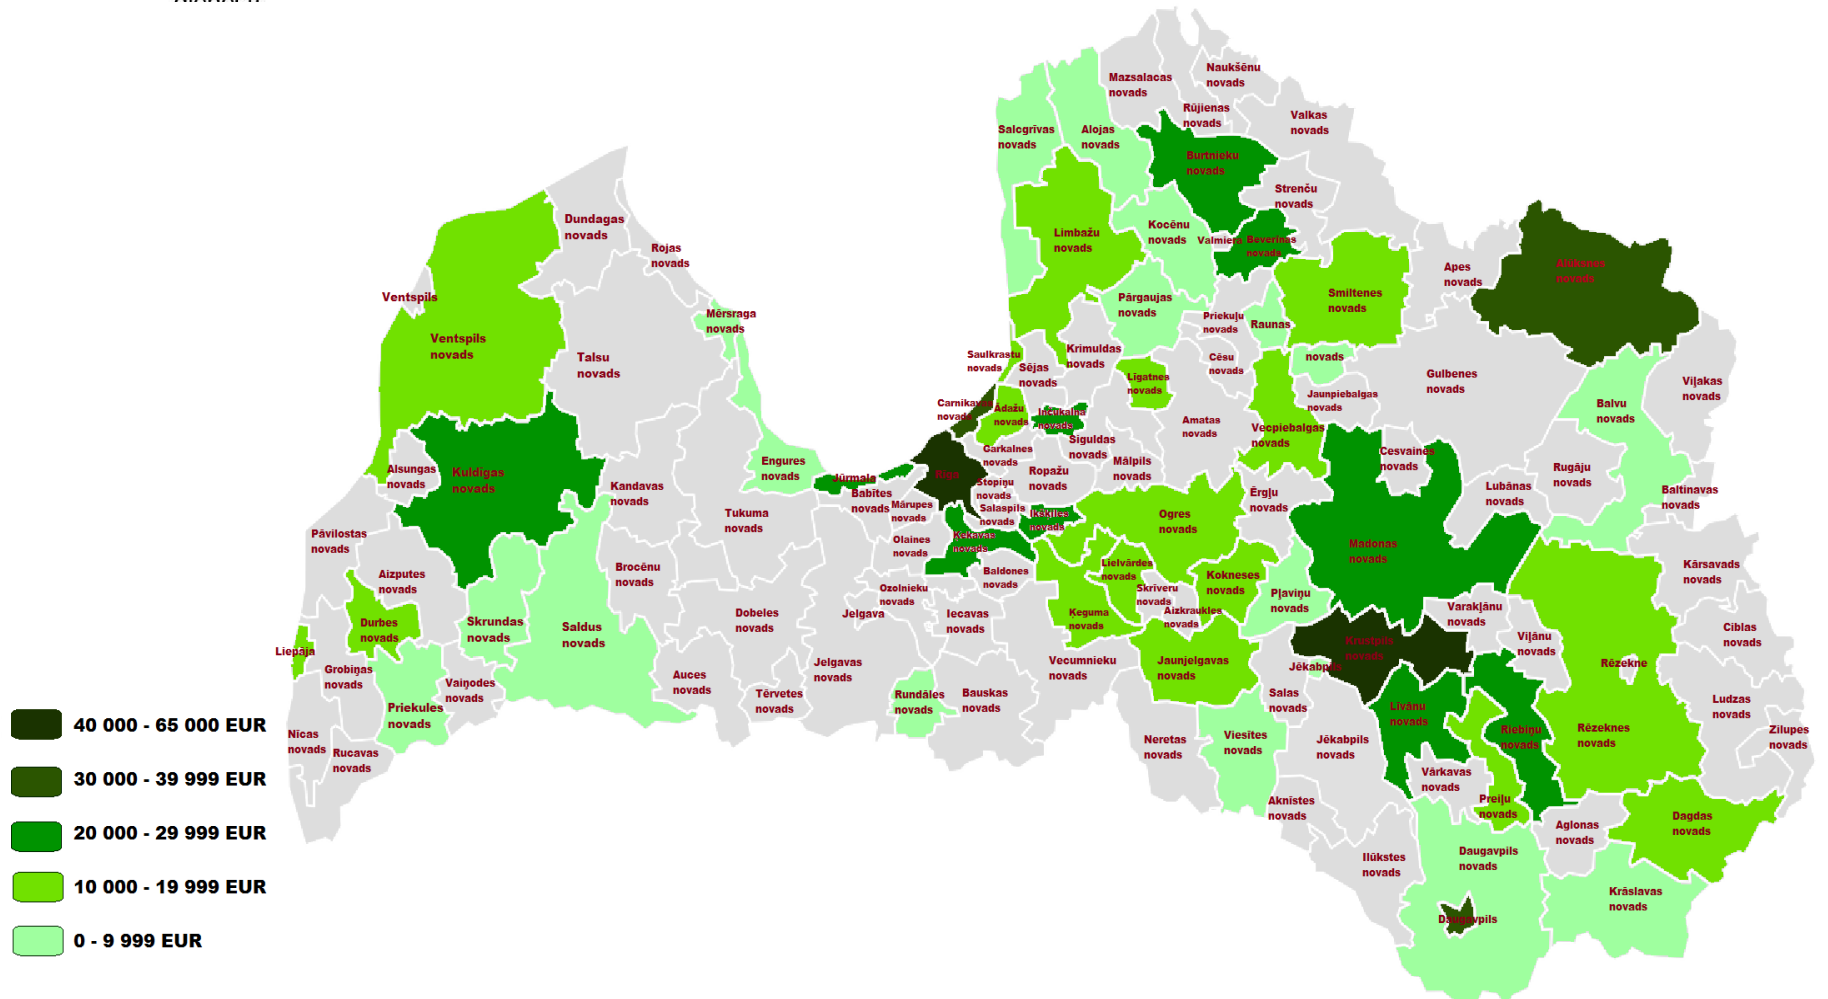 Mazsalacas
novads
Naukšēnu
novads
Rūjienas
novads
Valkas
novads
Salcgrīvas
novads
Alojas
novads
Burtnieku
novads
Strenču
novads
Dundagas
novads
Rojas
novads
Limbažu
novads
Kocēnu
novads
Valmiera
Beverīnas
novads
Apes
novads
Alūksnes
novads
Ventspils
Ventspils
novads
Mērsraga
novads
Pārgaujas
novads
Smiltenes
novads
Priekuļu
novads
Raunas
novads
Talsu
novads
Saulkrastu
novads
Sējas
novads
Krimuldas
novads
Cēsu
novads
Līgatnes
novads
Gulbenes
novads
Viļakas
novads
Carnikavas
novads
Ādažu
novads
Inčukalna
novads
Amatas
novads
Jaunpiebalgas
novads
Vecpiebalgas
novads
Balvu
novads
Alsungas
novads
Kuldīgas
novads
Engures
novads
Jūrmala
Rīga
Garkalnes
novads
Siguldas
novads
Ropažu
novads
Mālpils
novads
Cesvaines
novads
Rugāju
novads
Kandavas
novads
Babītes
novads
Stopiņu
novads
Ērgļu
novads
Lubānas
novads
Baltinavas
novads
Tukuma
novads
Mārupes
novads
Salaspils
novads
Ikšķiles
novads
Ogres
novads
Pāvilostas
novads
Olaines
novads
Ķekavas
novads
Madonas
novads
Aizputes
novads
Brocēnu
novads
Baldones
novads
Lielvārdes
novads
Kokneses
novads
Kārsavads
novads
Ozolnieku
novads
Skrīveru
novads
Pļaviņu
novads
Durbes
novads
Skrundas
novads
Saldus
novads
Dobeles
novads
Jelgava
Iecavas
novads
Ķeguma
novads
Aizkraukles
novads
Varakļānu
novads
Viļānu
novads
Ciblas
novads
Liepāja
Grobiņas
novads
Vaiņodes
novads
Auces
novads
Jelgavas
novads
Vecumnieku
novads
Jaunjelgavas
novads
Jēkabpils
Krustpils
novads
Rēzekne
Priekules
novads
Tērvetes
novads
Rundāles
novads
Bauskas
novads
Salas
novads
Līvānu
novads
Ludzas
novads
40 000 - 65 000 EUR
Nīcas
novads
Rucavas
novads
Neretas
novads
Viesītes
novads
Jēkabpils
novads
Riebiņu
novads
Rēzeknes
novads
Zilupes
novads
30 000 - 39 999 EUR
Vārkavas
novads
Aknīstes
novads
Preiļu
novads
20 000 - 29 999 EUR
Aglonas
novads
Dagdas
novads
Ilūkstes
novads
Daugavpils
novads
10 000 - 19 999 EUR
Krāslavas
novads
Daugavpils
0 - 9 999 EUR